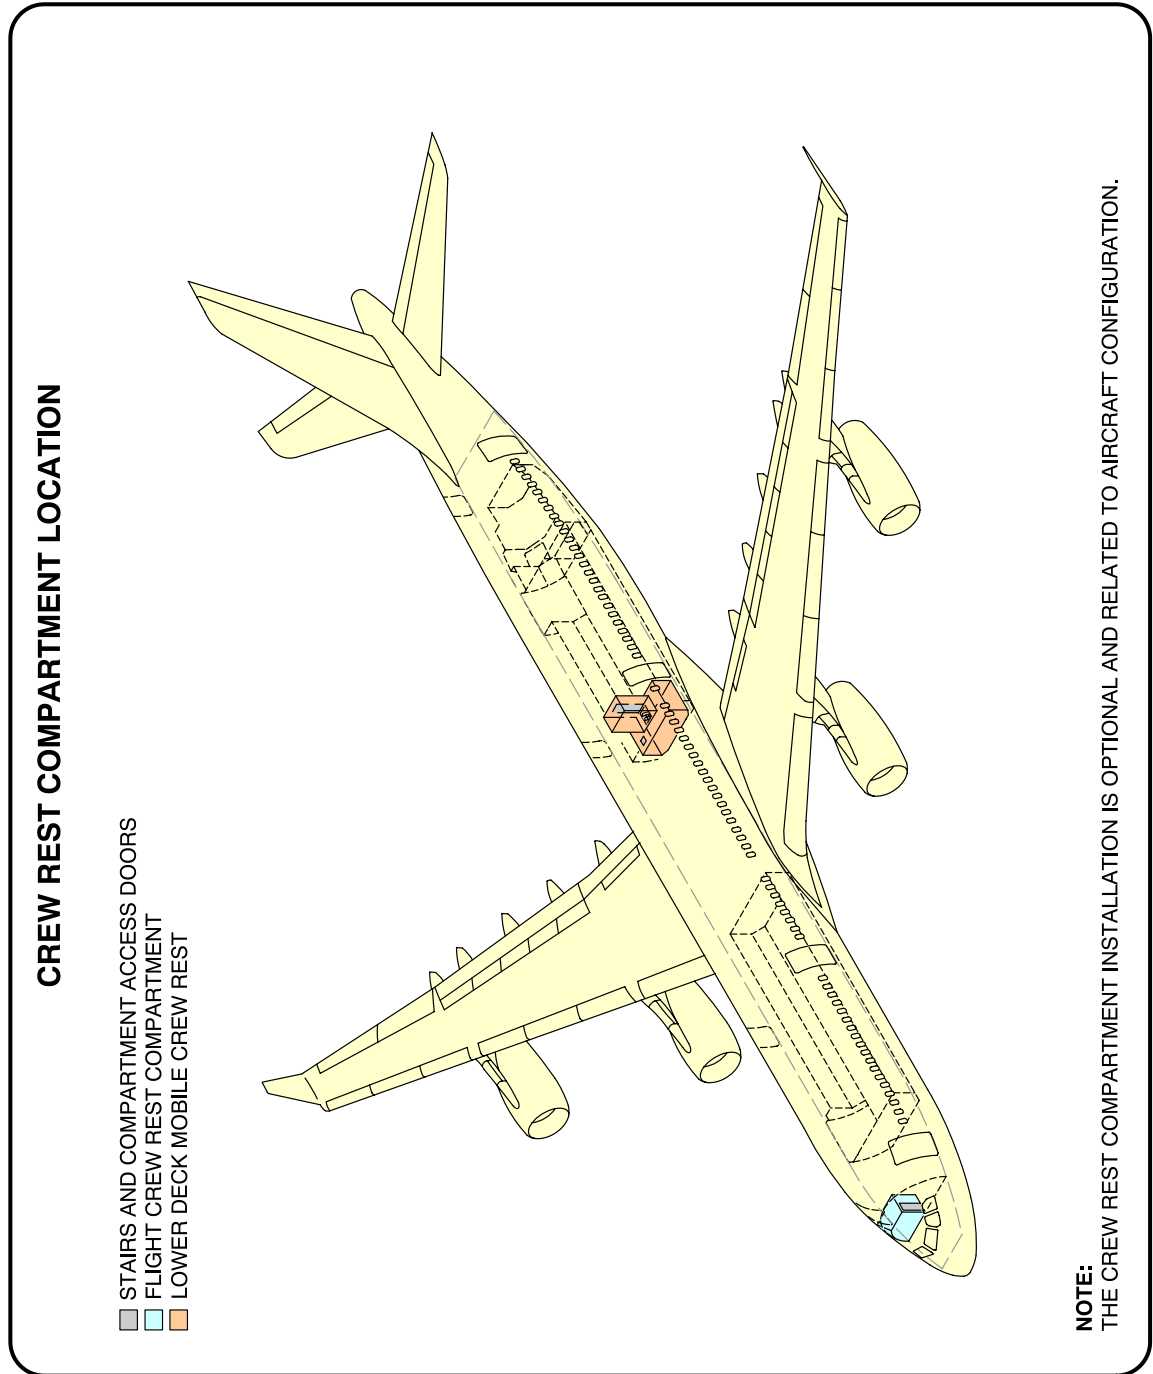 CREW REST COMPARTMENT LOCATION
STAIRS AND COMPARTMENT ACCESS DOORS
FLIGHT CREW REST COMPARTMENT
LOWER DECK MOBILE CREW REST
NOTE:
THE CREW REST COMPARTMENT INSTALLATION IS OPTIONAL AND RELATED TO AIRCRAFT CONFIGURATION.